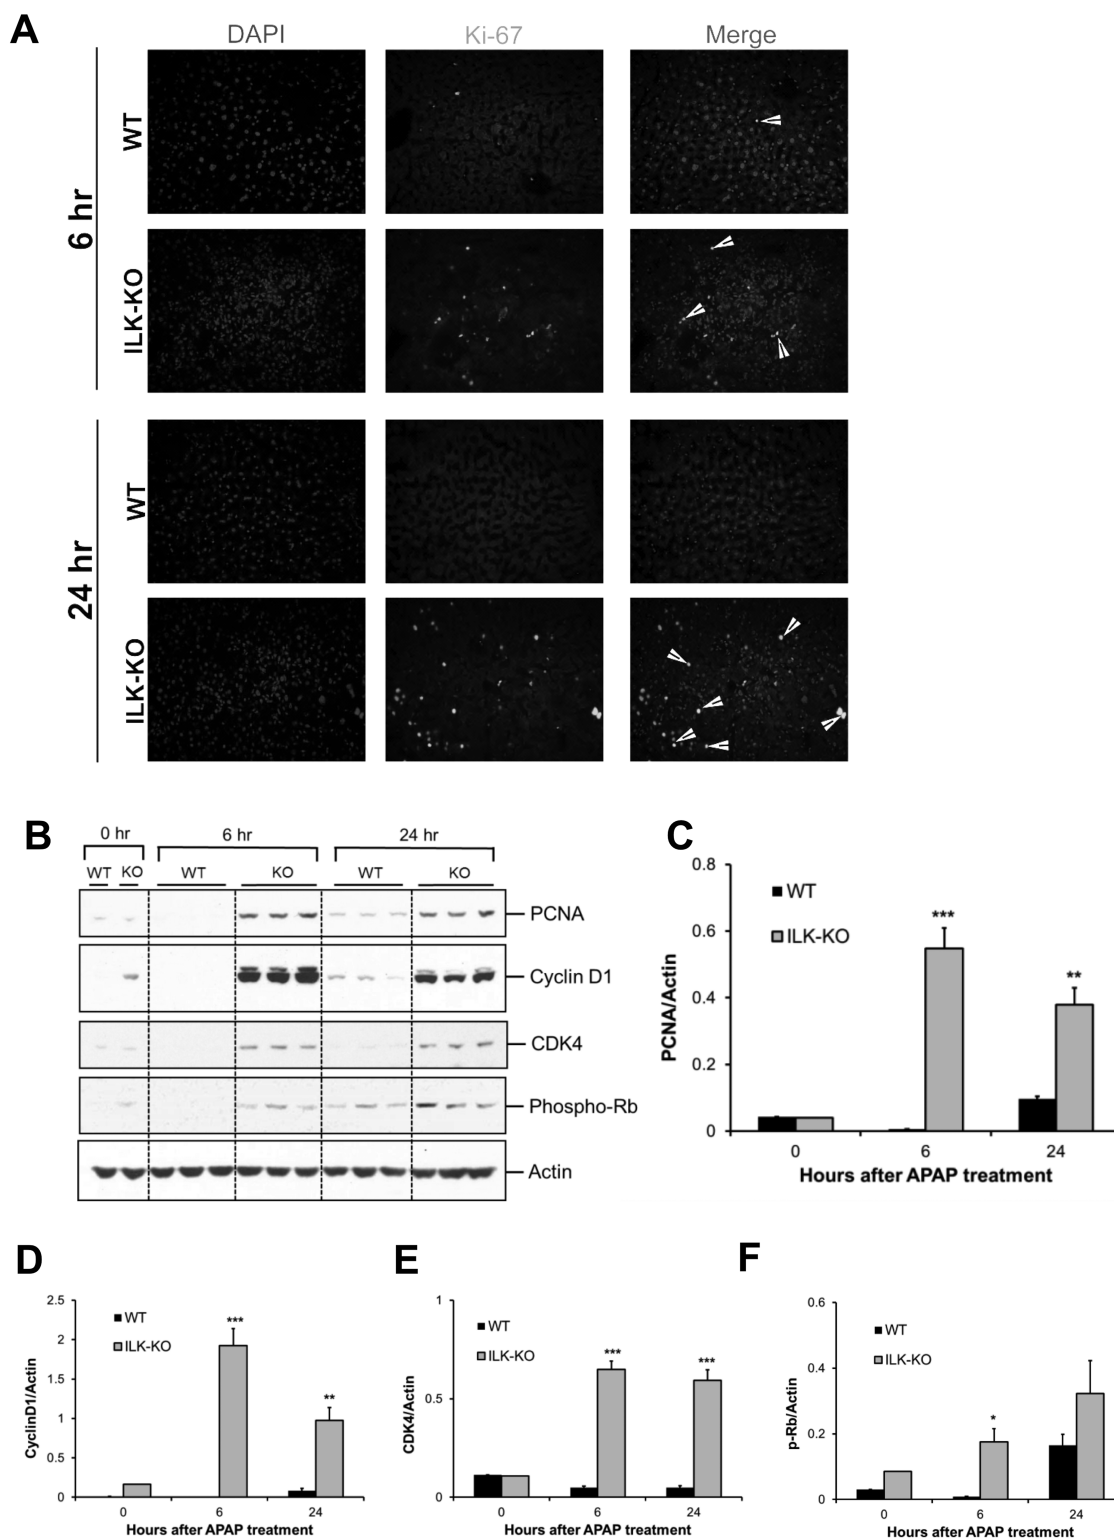 A
DAPI Ki-67 Merge
6 hr
WT
ILK-KO
24 hr
WT
ILK-KO
B
0 hr 6 hr 24 hr
WT KO WT KO WT KO
PCNA
Cyclin D1
CDK4
Phospho-Rb
Actin
C
0.8
0.6
0.4
0.2
0
PCNA/Actin
WT
ILK-KO
***
**
0 6 24
Hours after APAP treatment
D
2.5
2
1.5
1
0.5
0
CyclinD1/Actin
WT
ILK-KO
***
**
0 6 24
Hours after APAP treatment
E
1
0.5
0
CDK4/Actin
WT
ILK-KO
***
***
0 6 24
Hours after APAP treatment
F
0.6
0.4
0.2
0
p-Rb/Actin
WT
ILK-KO
*
0 6 24
Hours after APAP treatment